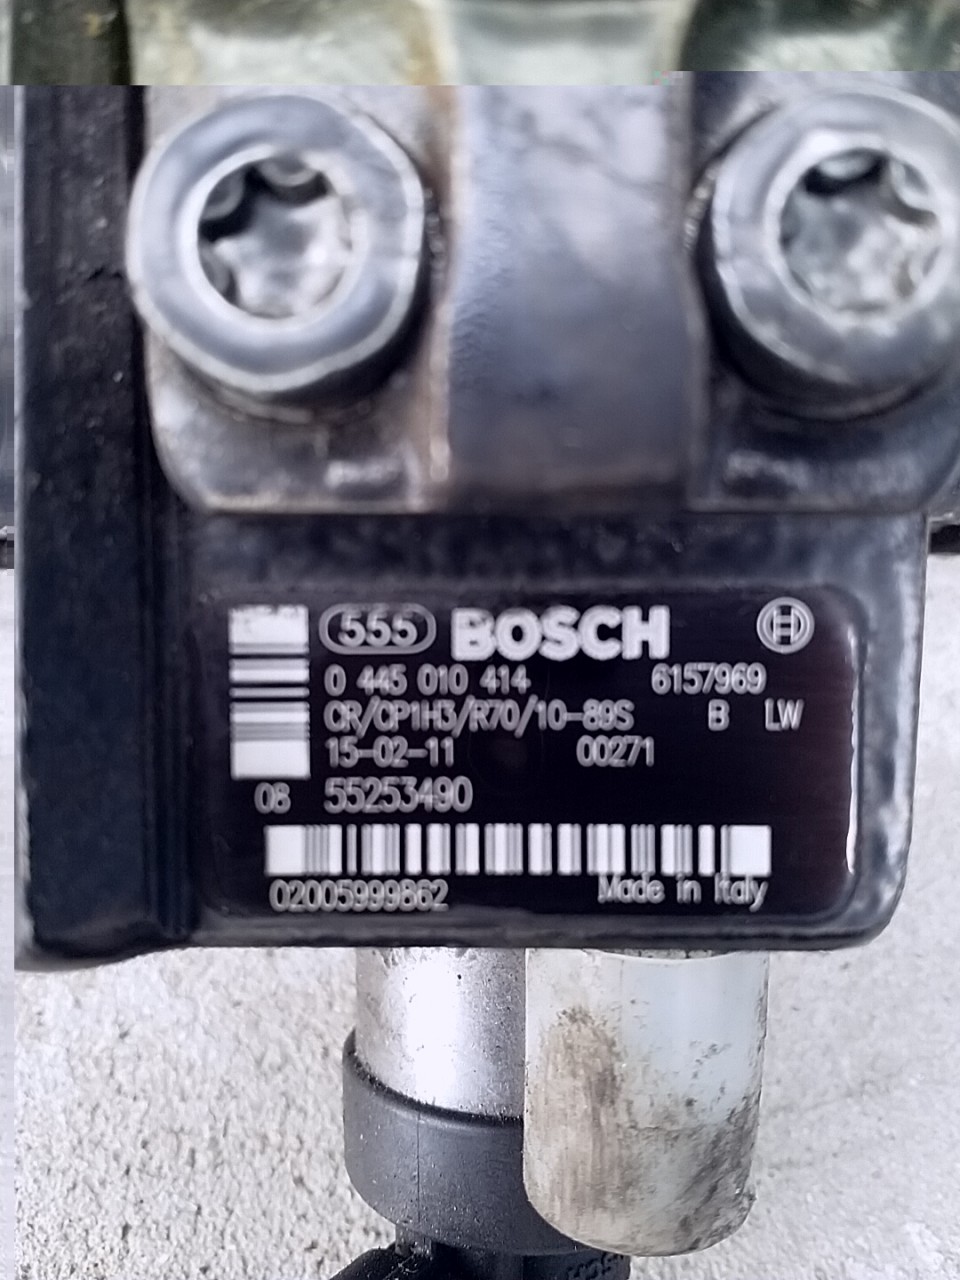 555 BOSCH
0 445 010 414 6157969
CR/CP1H3/R70/10-89S B LW
15-02-11 00271
08 55253490
02005999862 Made in Italy